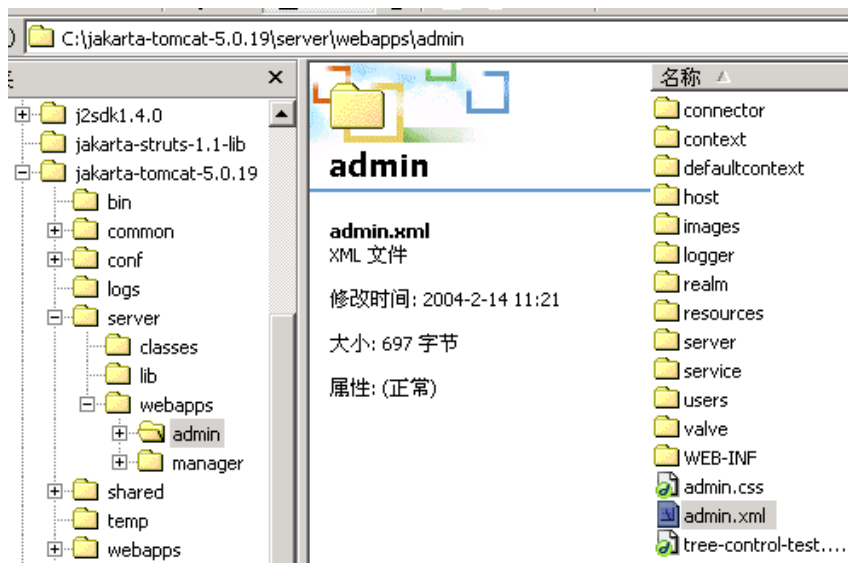 C:\jakarta-tomcat-5.0.19\server\webapps\admin
j2sdk1.4.0
jakarta-struts-1.1-lib
jakarta-tomcat-5.0.19
bin
common
conf
logs
server
classes
lib
webapps
admin
manager
shared
temp
webapps
admin
admin.xml
XML 文件
修改时间: 2004-2-14 11:21
大小: 697 字节
属性: (正常)
名称
connector
context
defaultcontext
host
images
logger
realm
resources
server
service
users
valve
WEB-INF
admin.css
admin.xml
tree-control-test....